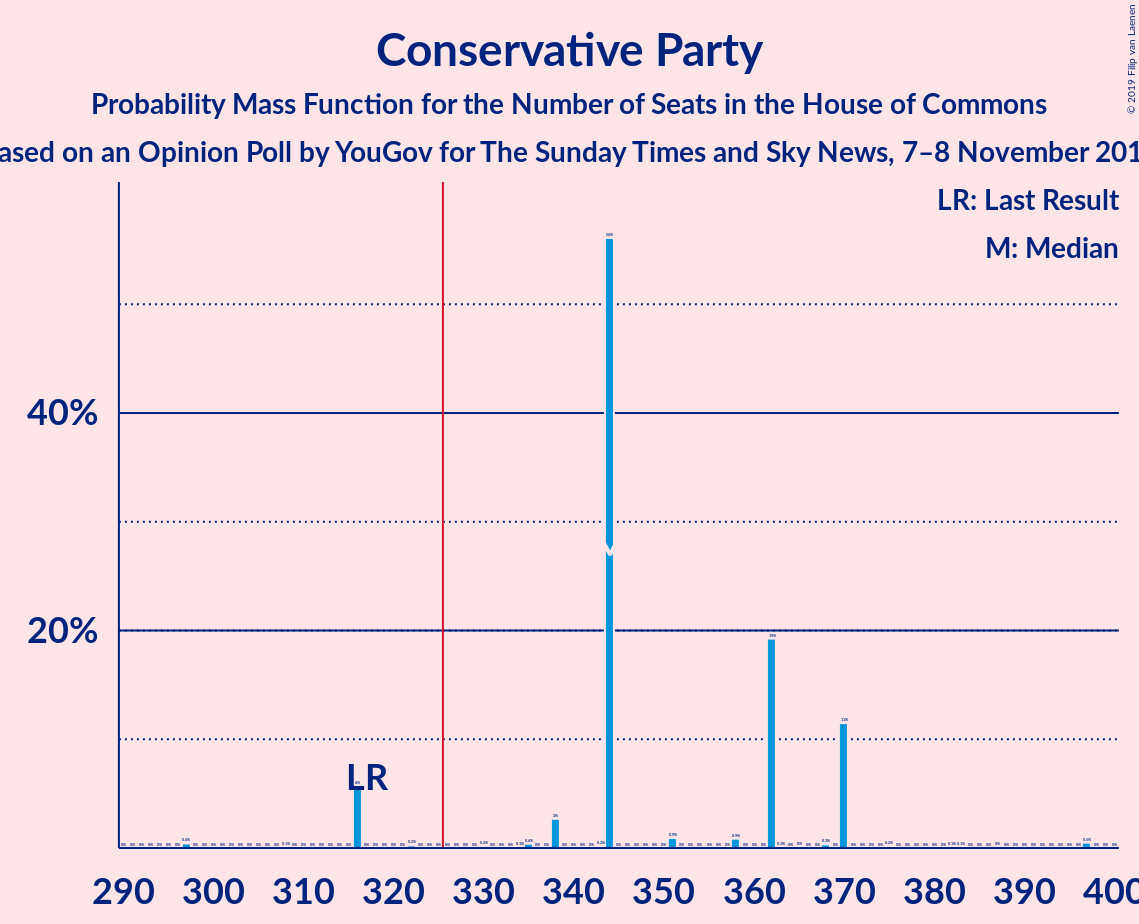 Conservative Party
Probability Mass Function for the Number of Seats in the House of Commons
ased on an Opinion Poll by YouGov for The Sunday Times and Sky News, 7–8 November 201
© 2019 Filip van Laenen
LR: Last Result
M: Median
40%
20%
LR
290 300 310 320 330 340 350 360 370 380 390 400